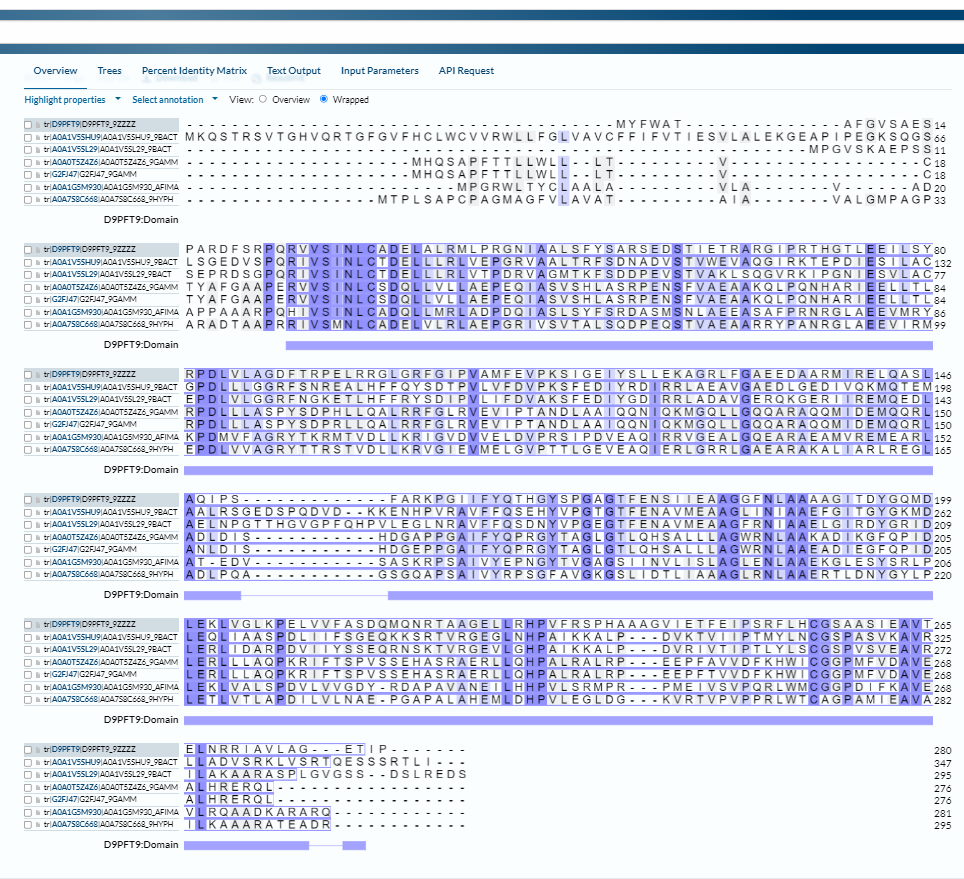 Overview Trees Percent Identity Matrix Text Output Input Parameters API Request
Highlight properties Select annotation View: Overview Wrapped
tr|D9PFT9|D9PFT9_9ZZZZ --------------------------------------MYFWAT--------------AFGVSAES 14
tr|A0A1V5SHU9|A0A1V5SHU9_9BACT MKQSTRSVTGHVQRTGFGVFHCLWCVVRWLLFGLVAVCFFIFVTIESVLALEKGEAPIPEGKSQGS 66
tr|A0A1V5SL29|A0A1V5SL29_9BACT -------------------------------------------------------MPGVSKAEPSS 11
tr|A0A0T5Z4Z6|A0A0T5Z4Z6_9GAMM --------------------MHQSAPFTTLLWLL--LT---------V-----------------C 18
tr|G2FJ47|G2FJ47_9GAMM --------------------MHQSAPFTTLLWLL--LT---------V-----------------C 18
tr|A0A1G5M930|A0A1G5M930_AFIMA ------------------------MPGRWLTYCLAALA---------VLA-------V------AD 20
tr|A0A7S8C668|A0A7S8C668_9HYPH -----------------MTPLSAPCPAGMAGFVLAVAT---------AIA-------VALGMPAGP 33
D9PFT9:Domain
tr|D9PFT9|D9PFT9_9ZZZZ PARDFSRPQRVVSINLCADELALRMLPRGNIAALSFYSARSEDSTIETRARGIPRTHGTLEEILSY 80
tr|A0A1V5SHU9|A0A1V5SHU9_9BACT LSGEDVSPQRIVSINLCTDELLLRLVEPGRVAALTRFSDNADVSTVWEVAQGIRKTEPDIESILAC 132
tr|A0A1V5SL29|A0A1V5SL29_9BACT SEPRDSGPQRIVSINLCTDELLLRLVTPDRVAGMTKFSDDPEVSTVAKLSQGVRKIPGNIESVLAC 77
tr|A0A0T5Z4Z6|A0A0T5Z4Z6_9GAMM TYAFGAAPERVVSINLCSDQLLVLLAEPEQIASVSHLASRPENSFVAEAAKQLPQNHARIEELLTL 84
tr|G2FJ47|G2FJ47_9GAMM TYAFGAAPERVVSINLCSDQLLVLLAEPEQIASVSHLASRPENSFVAEAAKQLPQNHARIEELLTL 84
tr|A0A1G5M930|A0A1G5M930_AFIMA APPAAARPQHIVSINLCADQLLMRLADPDQIASLSYFSRDASMSNLAEEASAFPRNRGLAEEVMRY 86
tr|A0A7S8C668|A0A7S8C668_9HYPH ARADTAAPRRIVSMNLCADELVLRLAEPGRIVSVTALSQDPEQSTVAEAARRYPANRGLAEEVIRM 99
D9PFT9:Domain
tr|D9PFT9|D9PFT9_9ZZZZ RPDLVLAGDFTRPELRRGLGRFGIPVAMFEVPKSIGEIYSLLEKAGRLFGAEEDAARMIRELQASL 146
tr|A0A1V5SHU9|A0A1V5SHU9_9BACT GPDLLLGGRFSNREALHFFQYSDTPVLVFDVPKSFEDIYRDIRRLAEAVGAEDLGEDIVQKMQTEM 198
tr|A0A1V5SL29|A0A1V5SL29_9BACT EPDLVLGGRFNGKETLHFFRYSDIPVLIFDVAKSFEDIYGDIRRLADAVGERQKGERIIREMQEDL 143
tr|A0A0T5Z4Z6|A0A0T5Z4Z6_9GAMM RPDLLLASPYSDPHLLQALRRFGLRVEVIPTANDLAAIQQNIQKMGQLLGQQARAQQMIDEMQQRL 150
tr|G2FJ47|G2FJ47_9GAMM RPDLLLASPYSDPRLLQALRRFGLRVEVIPTANDLAAIQQNIQKMGQLLGQQARAQQMIDEMQQRL 150
tr|A0A1G5M930|A0A1G5M930_AFIMA KPDMVFAGRYTKRMTVDLLKRIGVDVVELDVPRSIPDVEAQIRRVGEALGQEARAEAMVREMEARL 152
tr|A0A7S8C668|A0A7S8C668_9HYPH EPDLVVAGRYTTRSTVDLLKRVGIEVMELGVPTTLGEVEAQIERLGRRLGAERKALIARLREGL 165
D9PFT9:Domain
tr|D9PFT9|D9PFT9_9ZZZZ AQIPS-------------FARKPGIIFYQTHGYSPGAGTFENSIIEAAGGFNLAAAAGITDYGQMD 199
tr|A0A1V5SHU9|A0A1V5SHU9_9BACT AALRSGEDSPQDVD--KKENHPVRAVFFQSEHYVPGTGTFENAVMEAAGLINIAAEFGITGYGKMD 262
tr|A0A1V5SL29|A0A1V5SL29_9BACT AELNPGTTHGVGPFQHPVLEGLNRAVFFQSDNYVPGEGTFENAVMEAAGFRNIAAELGIRDYGRID 209
tr|A0A0T5Z4Z6|A0A0T5Z4Z6_9GAMM ADLDIS-----------HDGAPPGAIFYQPRGYTAGLGTLQHSALLLAGWRNLAAKADIKGFQPID 205
tr|G2FJ47|G2FJ47_9GAMM ANLDIS-----------HDGEPPGAIFYQPRGYTAGLGTLQHSALLLAGWRNLAAEADIEGFQPID 205
tr|A0A1G5M930|A0A1G5M930_AFIMA AT-EDV-----------SASKRPSAIVYEPNGYTVGAGSIINVLISLAGLENLAAEKGLESYSRLP 206
tr|A0A7S8C668|A0A7S8C668_9HYPH ADLPQA-----------GSGQAPSAIVYRPSGFAVGKGSLIDTLIAAAGLRNLAAERTLDNYGYLP 220
D9PFT9:Domain
tr|D9PFT9|D9PFT9_9ZZZZ LEKLVGLKPELVVFASDQMQNRTAAGELLRHPVFRSPHAAAGVIETFEIPSRFLHCGSAASIEAVT 265
tr|A0A1V5SHU9|A0A1V5SHU9_9BACT LEQLIAASPDLIIFSGEQKKSRTVRGEGLNHPAIKKALP---DVKTVIIPTMYLNCGSPASVKAVR 325
tr|A0A1V5SL29|A0A1V5SL29_9BACT LERLIDARPDVIIYSSEQRNSKTVRGEVLGHPAIKKALP---DVRIVTIPTLYLSCGSPVSVEAVR 272
tr|A0A0T5Z4Z6|A0A0T5Z4Z6_9GAMM LERLLLAQPKRIFTSPVSSEHASRAERLLQHPALRALRP---EEPFAVVDFKHWICGGPMFVDAVE 268
tr|G2FJ47|G2FJ47_9GAMM LERLLLAQPKRIFTSPVSSEHASRAERLLQHPALRALRP---EEPFTVVDFKHWICGGPMFVDAVE 268
tr|A0A1G5M930|A0A1G5M930_AFIMA LEKLVALSPDVLVVGDY-RDAPAVANEILHHPVLSRMPR---PMEIVSVPQRLWMCGGPDIFKAVE 268
tr|A0A7S8C668|A0A7S8C668_9HYPH LETLVTLAPDILVLNAE-PGAPALAHEMLDHPVLEGLDG---KVRTVPVPPRLWTCAGPAMIEAVA 282
D9PFT9:Domain
tr|D9PFT9|D9PFT9_9ZZZZ ELNRRIAVLAG---ETIP------- 280
tr|A0A1V5SHU9|A0A1V5SHU9_9BACT LLADVSRKLVSRTQESSSRTLI--- 347
tr|A0A1V5SL29|A0A1V5SL29_9BACT ILAKAARASPLGVGSS--DSLREDS 295
tr|A0A0T5Z4Z6|A0A0T5Z4Z6_9GAMM ALHRERQL----------------- 276
tr|G2FJ47|G2FJ47_9GAMM ALHRERQL----------------- 276
tr|A0A1G5M930|A0A1G5M930_AFIMA VLRQAADKARARQ------------ 281
tr|A0A7S8C668|A0A7S8C668_9HYPH ILKAAARATEADR------------ 295
D9PFT9:Domain